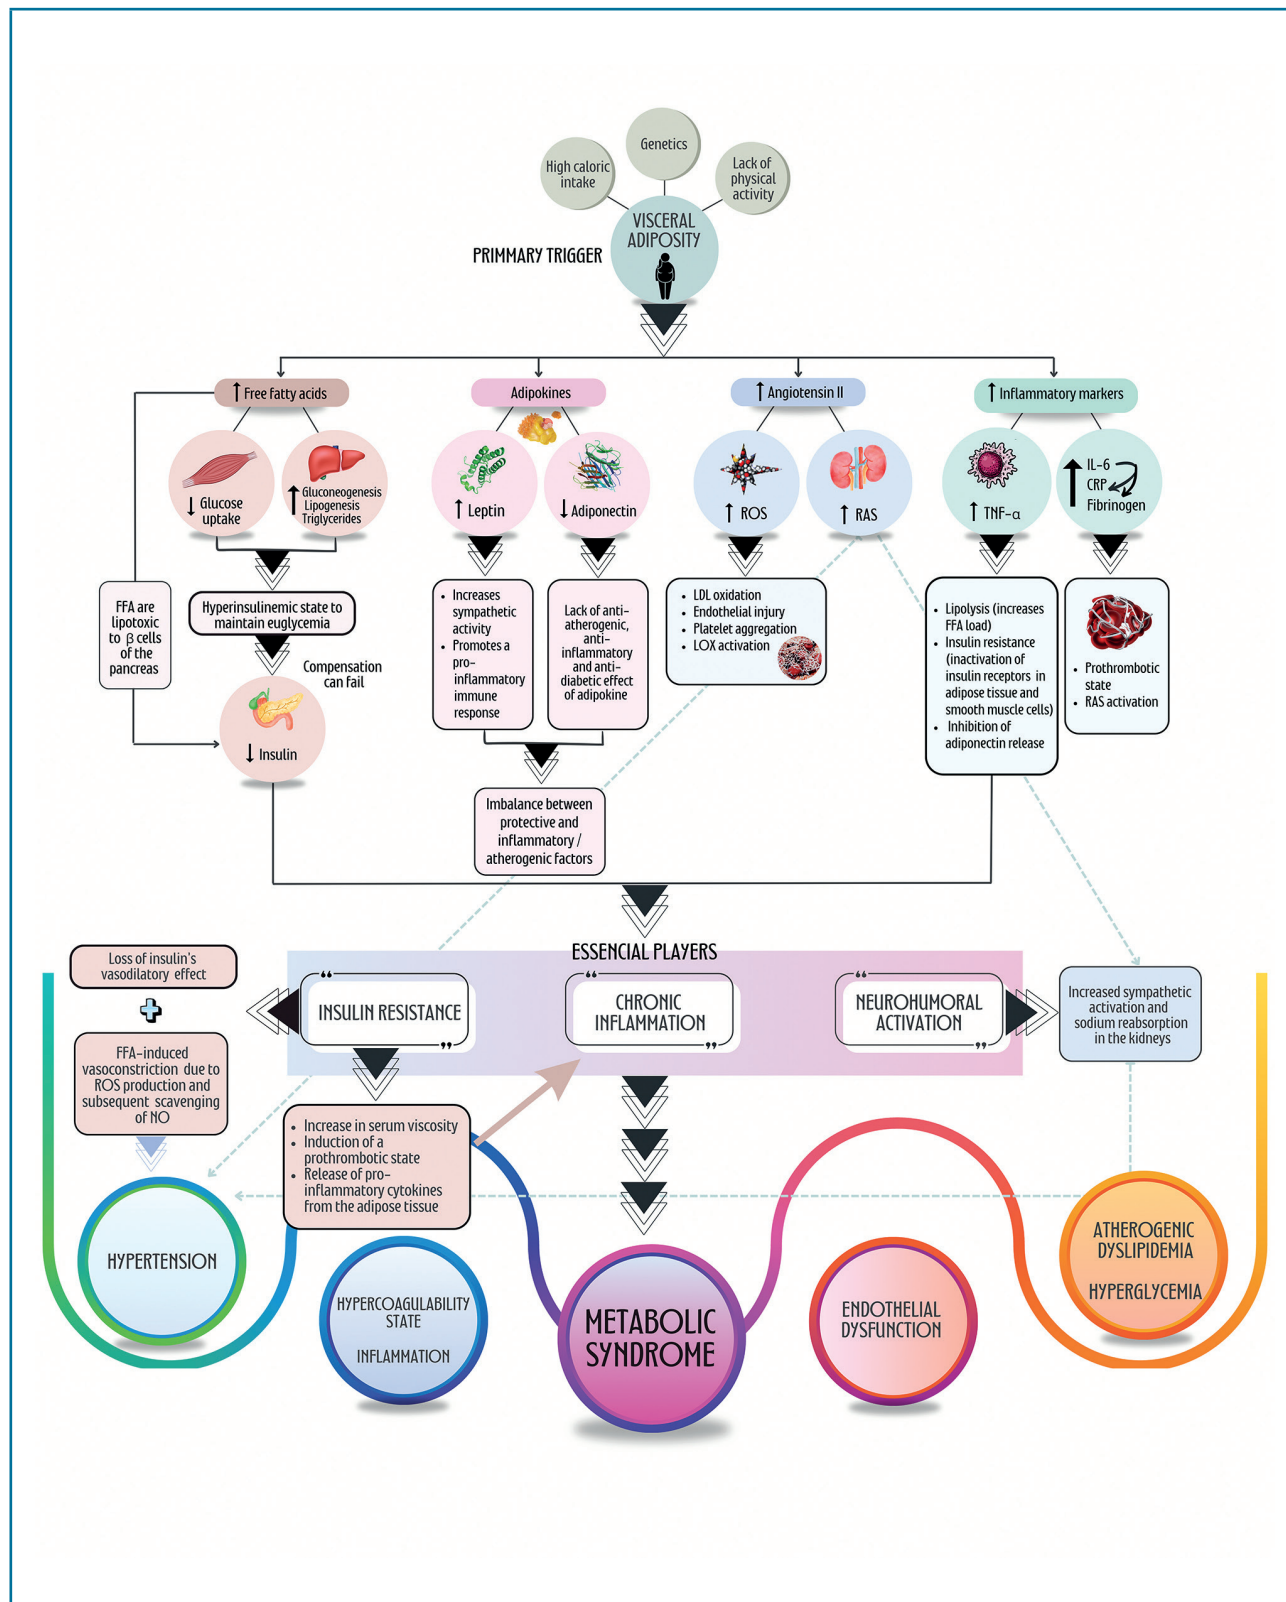 High caloric
intake
Genetics
Lack of
physical
activity
VISCERAL
ADIPOSITY
PRIMMARY TRIGGER
↑ Free fatty acids
Adipokines
↑ Angiotensin II
↑ Inflammatory markers
↓ Glucose
uptake
↑ Gluconeogenesis
Lipogenesis
Triglycerides
↑ Leptin
↓ Adiponectin
↑ ROS
↑ RAS
↑ TNF-α
↑ IL-6
CRP
Fibrinogen
FFA are
lipotoxic
to β cells
of the
pancreas
Hyperinsulinemic state to
maintain euglycemia
Compensation
can fail
↓ Insulin
• Increases
sympathetic
activity
• Promotes a
pro-
inflammatory
immune
response
Lack of anti-
atherogenic,
anti-
inflammatory
and anti-
diabetic effect
of adipokine
• LDL oxidation
• Endothelial injury
• Platelet aggregation
• LOX activation
• Lipolysis (increases
FFA load)
• Insulin resistance
(inactivation of
insulin receptors in
adipose tissue and
smooth muscle cells)
• Inhibition of
adiponectin release
• Prothrombotic
state
• RAS activation
Imbalance between
protective and
inflammatory /
atherogenic factors
ESSENCIAL PLAYERS
Loss of insulin's
vasodilatory effect
FFA-induced
vasoconstriction due to
ROS production and
subsequent scavenging
of NO
“ INSULIN RESISTANCE ”
“ CHRONIC
INFLAMMATION ”
“ NEUROHUMORAL
ACTIVATION ”
Increased sympathetic
activation and
sodium reabsorption
in the kidneys
• Increase in serum viscosity
• Induction of a
prothrombotic state
• Release of pro-
inflammatory cytokines
from the adipose tissue
HYPERTENSION
HYPERCOAGULABILITY
STATE
INFLAMMATION
METABOLIC
SYNDROME
ENDOTHELIAL
DYSFUNCTION
ATHEROGENIC
DYSLIPIDEMIA
HYPERGLYCEMIA